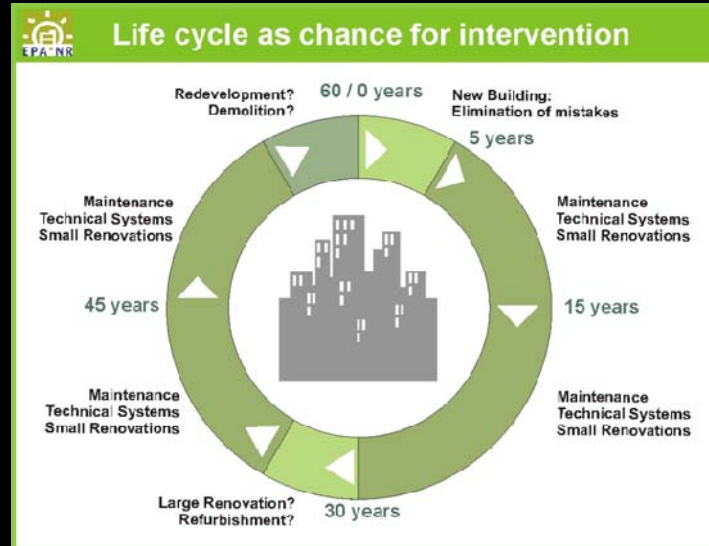 EPA-NR
Life cycle as chance for intervention
60 / 0 years
Redevelopment?
Demolition?
New Building:
Elimination of mistakes
5 years
Maintenance
Technical Systems
Small Renovations
15 years
Maintenance
Technical Systems
Small Renovations
30 years
Large Renovation?
Refurbishment?
Maintenance
Technical Systems
Small Renovations
45 years
Maintenance
Technical Systems
Small Renovations